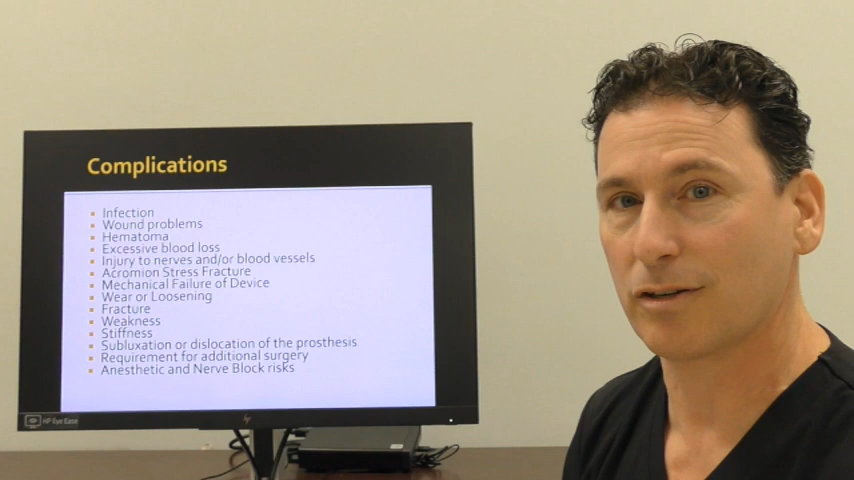 Complications
Infection
Wound problems
Hematoma
Excessive blood loss
Injury to nerves and/or blood vessels
Acromion Stress Fracture
Mechanical Failure of Device
Wear or Loosening
Fracture
Weakness
Stiffness
Subluxation or dislocation of the prosthesis
Requirement for additional surgery
Anesthetic and Nerve Block risks
HP Eye Ease
hp